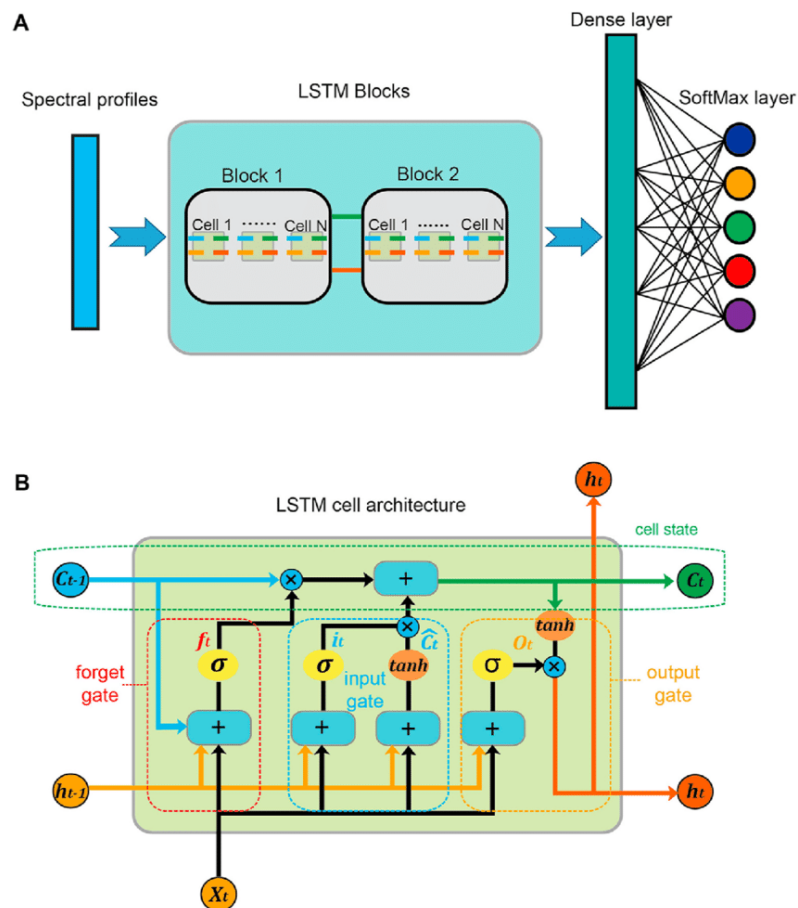 A
Dense layer
Spectral profiles
LSTM Blocks
SoftMax layer
Block 1
Block 2
Cell 1 ...... Cell N
Cell 1 ...... Cell N
B
LSTM cell architecture
hₜ
cell state
Cₜ₋₁
×
+
Cₜ
fₜ
iₜ
×
Ĉₜ
Oₜ
tanh
forget
gate
σ
σ
input
gate
tanh
σ
×
output
gate
+
+
+
+
hₜ₋₁
hₜ
Xₜ